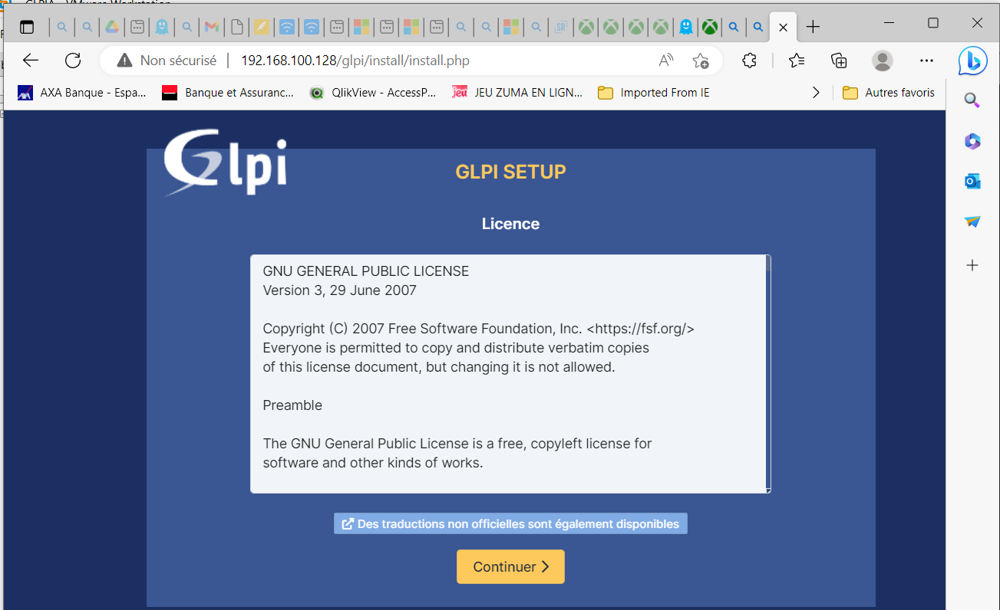 Non sécurisé
192.168.100.128/glpi/install/install.php
AXA Banque - Espa...
Banque et Assuranc...
QlikView - AccessP...
JEU ZUMA EN LIGN...
Imported From IE
Autres favoris
Glpi
GLPI SETUP
Licence
GNU GENERAL PUBLIC LICENSE
Version 3, 29 June 2007
Copyright (C) 2007 Free Software Foundation, Inc. <https://fsf.org/>
Everyone is permitted to copy and distribute verbatim copies
of this license document, but changing it is not allowed.
Preamble
The GNU General Public License is a free, copyleft license for
software and other kinds of works.
Des traductions non officielles sont également disponibles
Continuer